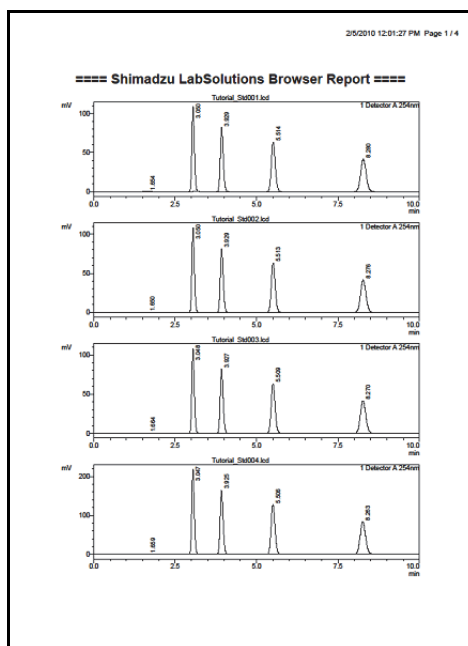 2/5/2010 12:01:27 PM Page 1 / 4
==== Shimadzu LabSolutions Browser Report ====
Tutorial_Std001.lcd
mV
1 Detector A 254nm
100
50
0
1.654
3.050
3.929
5.514
8.280
0.0 2.5 5.0 7.5 10.0
min
Tutorial_Std002.lcd
mV
1 Detector A 254nm
100
50
0
1.650
3.050
3.929
5.513
8.276
0.0 2.5 5.0 7.5 10.0
min
Tutorial_Std003.lcd
mV
1 Detector A 254nm
100
50
0
1.664
3.048
3.927
5.509
8.270
0.0 2.5 5.0 7.5 10.0
min
Tutorial_Std004.lcd
mV
1 Detector A 254nm
200
100
0
1.659
3.047
3.925
8.263
0.0 2.5 5.0 7.5 10.0
min